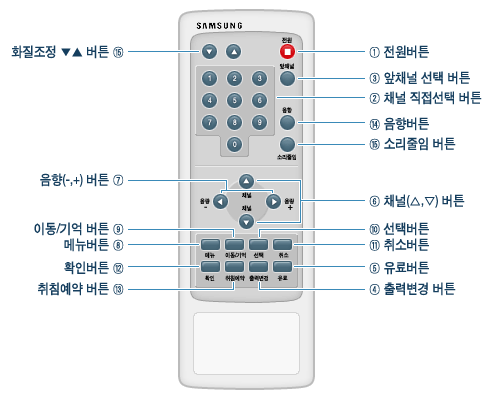 SAMSUNG
전원
화질조정 ▼▲ 버튼 ⑮
① 전원버튼
앞채널
③ 앞채널 선택 버튼
1 2 3
② 채널 직접선택 버튼
4 5 6
음향
7 8 9
⑭ 음향버튼
0
⑮ 소리줄임 버튼
소리줄임
음향(-,+) 버튼 ⑦
채널
음량 -
음량 +
⑥ 채널(△,▽) 버튼
채널
이동/기억 버튼 ⑨
⑩ 선택버튼
메뉴버튼 ⑧
⑪ 취소버튼
메뉴 이동/기억 선택 취소
확인버튼 ⑫
⑤ 유료버튼
확인 취침예약 출력변경 유료
취침예약 버튼 ⑬
④ 출력변경 버튼